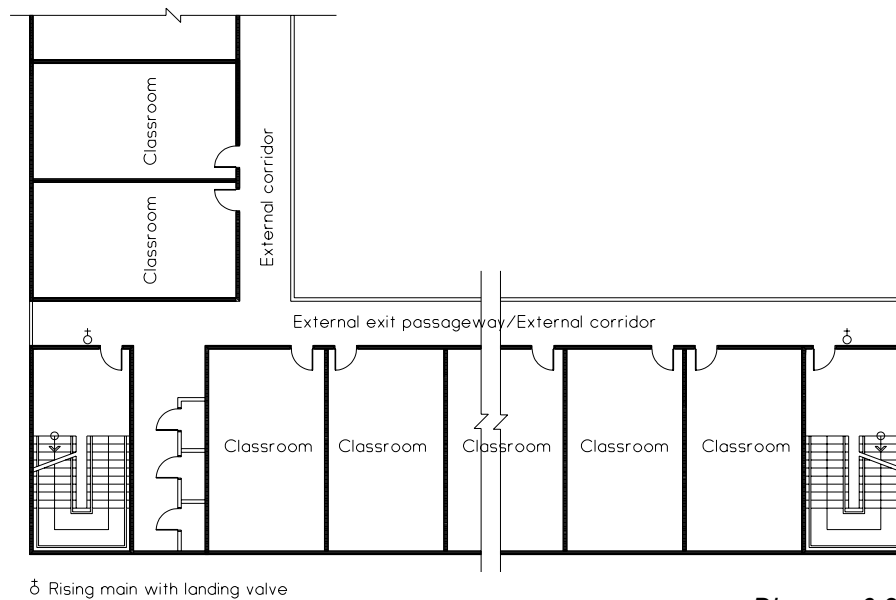 Classroom
External corridor
Classroom
External exit passageway/External corridor
Classroom
Classroom
Classroom
Classroom
Classroom
Rising main with landing valve